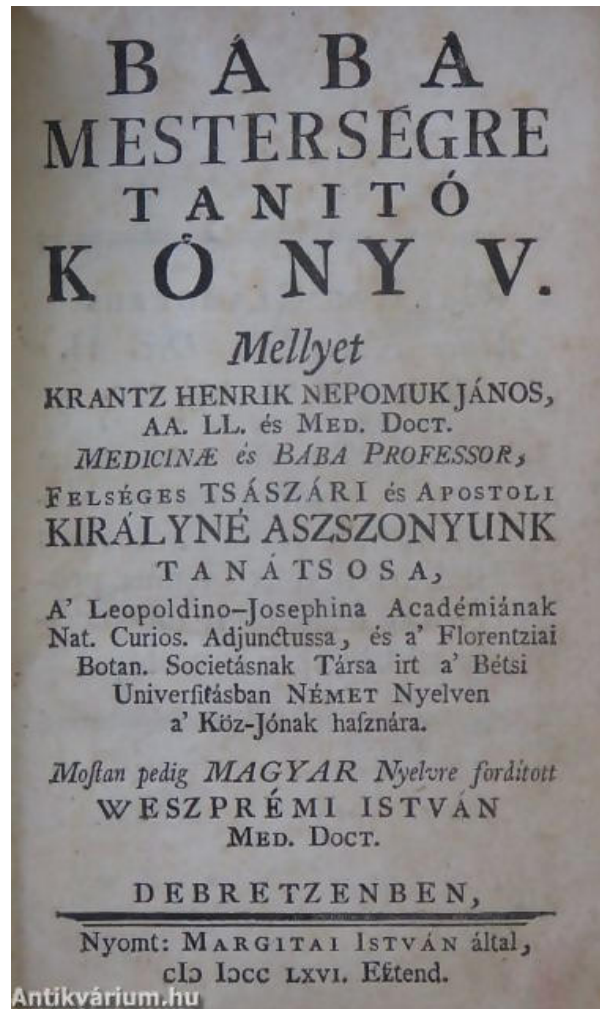 BÁBA
MESTERSÉGRE
TANITÓ
KÖNYV.
Mellyet
KRANTZ HENRIK NEPOMUK JÁNOS,
AA. LL. és MED. DOCT.
MEDICINÆ és BÁBA PROFESSOR,
FELSÉGES TSÁSZÁRI és APOSTOLI
KIRÁLYNÉ ASZSZONYUNK
TANÁTSOSA,
A' Leopoldino-Josephina Académiának
Nat. Curios. Adjunctussa, és a' Florentziai
Botan. Societásnak Társa irt a' Bétsi
Univerſitásban NÉMET Nyelven
a' Köz-Jónak haſznára.
Moſtan pedig MAGYAR Nyelvre fordított
WESZPRÉMI ISTVÁN
MED. DOCT.
DEBRETZENBEN,
Nyomt: MARGITAI ISTVÁN által,
cIɔ Iɔcc LXVI. Eſztend.
Antikvárium.hu